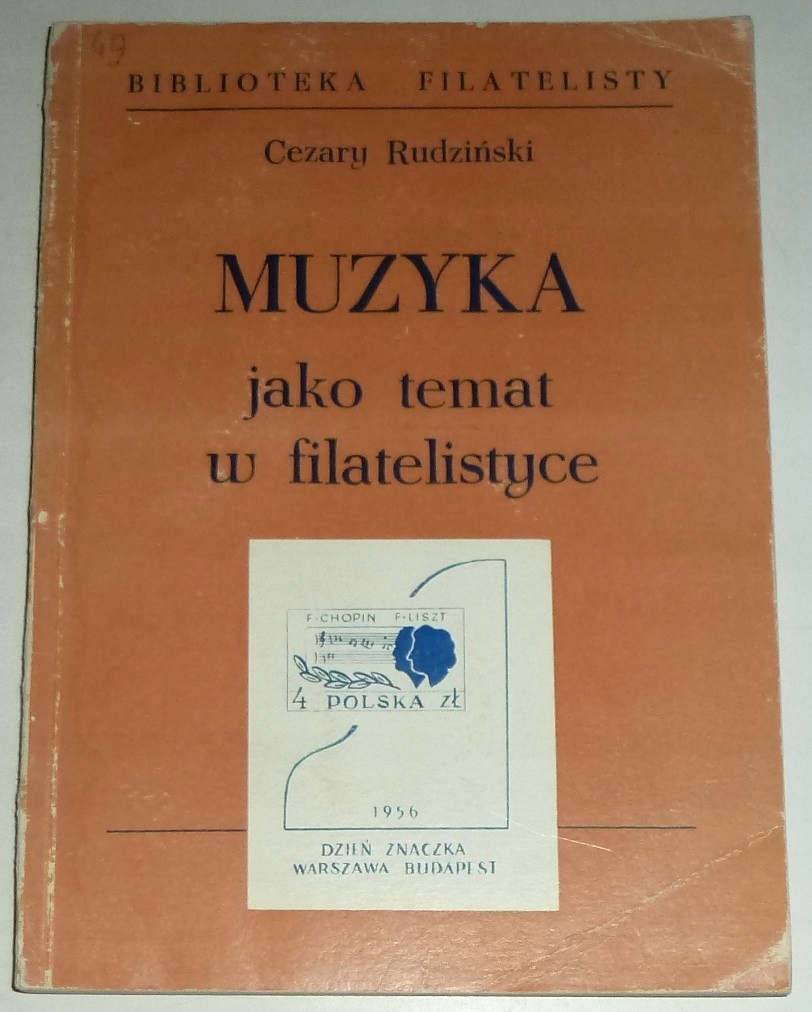 49
BIBLIOTEKA FILATELISTY
Cezary Rudziński
MUZYKA
jako temat
w filatelistyce
F·CHOPIN F·LISZT
4 POLSKA zł
1956
DZIEŃ ZNACZKA
WARSZAWA BUDAPEST